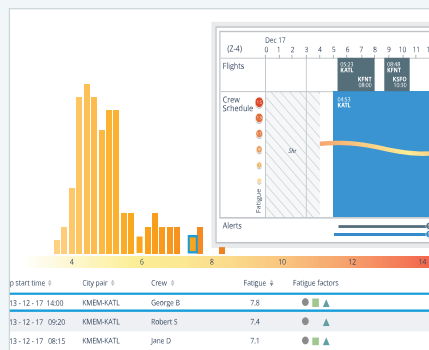 Dec 17
(Z-4) 0 1 2 3 4 5 6 7 8 9 10 11
Flights
05:23
KATL
KFNT
08:00
08:48
KFNT
KSFO
10:30
Crew
Srhedule
5hr
04:53
KATL
Fatigue
Alerts
4 6 8 10 12 14
p start time City pair Crew Fatigue Fatigue factors
13 - 12 - 17 14:00 KMEM-KATL George B 7.8
13 - 12 - 17 09:20 KMEM-KATL Robert S 7.4
13 - 12 - 17 08:15 KMEM-KATL Jane D 7.1